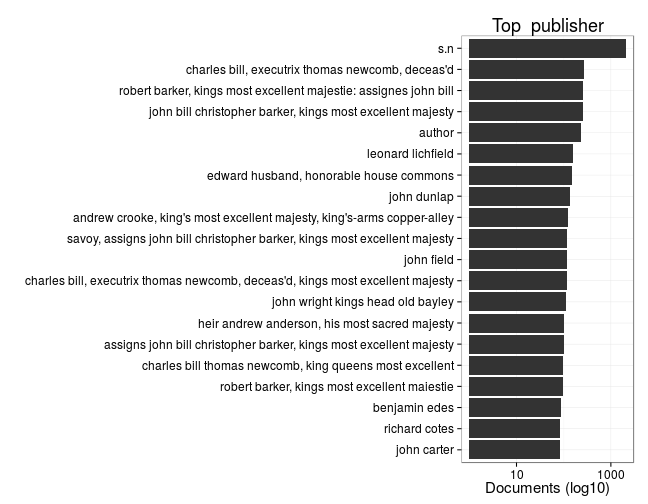 Top publisher
s.n
charles bill, executrix thomas newcomb, deceas'd
robert barker, kings most excellent majestie: assignes john bill
john bill christopher barker, kings most excellent majesty
author
leonard lichfield
edward husband, honorable house commons
john dunlap
andrew crooke, king's most excellent majesty, king's-arms copper-alley
savoy, assigns john bill christopher barker, kings most excellent majesty
john field
charles bill, executrix thomas newcomb, deceas'd, kings most excellent majesty
john wright kings head old bayley
heir andrew anderson, his most sacred majesty
assigns john bill christopher barker, kings most excellent majesty
charles bill thomas newcomb, king queens most excellent
robert barker, kings most excellent maiestie
benjamin edes
richard cotes
john carter
10 1000
Documents (log10)